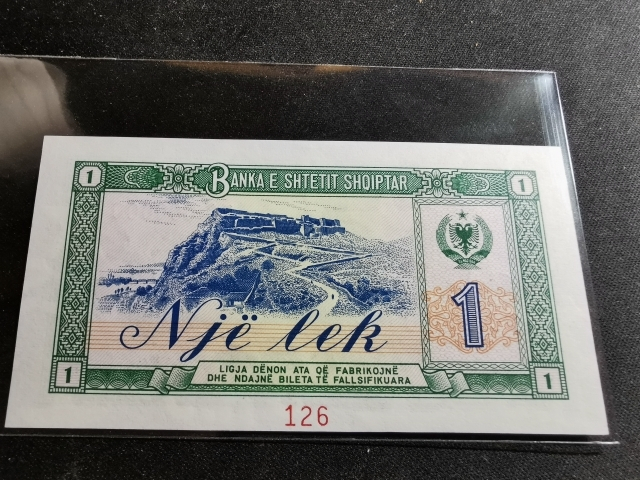 1 BANKA E SHTETIT SHQIPTAR 1
Një lek 1
LIGJA DËNON ATA QË FABRIKOJNË
DHE NDAJNË BILETA TË FALLSIFIKUARA
1 1
126